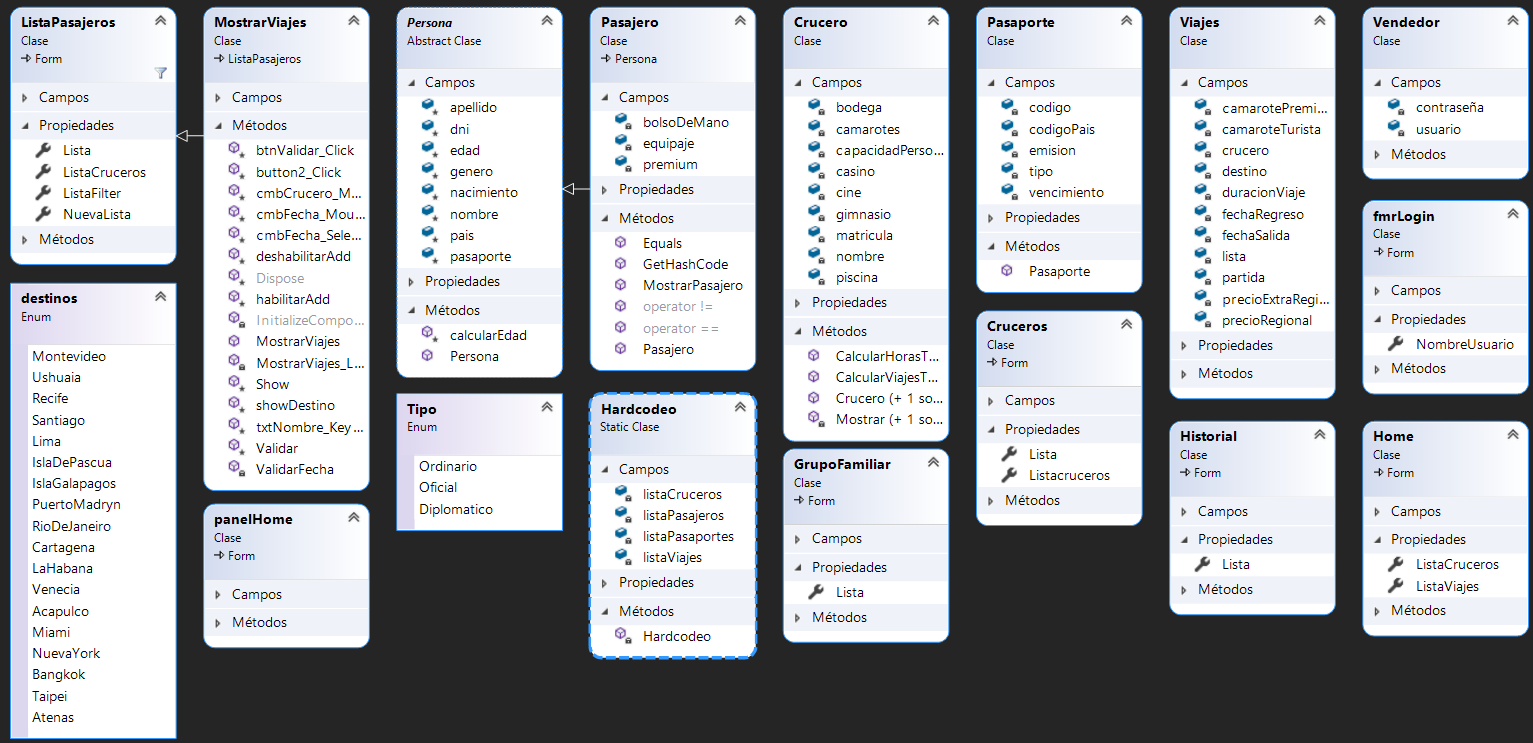 ListaPasajeros
Clase
Form
Campos
Propiedades
Lista
ListaCruceros
ListaFilter
NuevaLista
Métodos
destinos
Enum
Montevideo
Ushuaia
Recife
Santiago
Lima
IslaDePascua
IslaGalapagos
PuertoMadryn
RioDeJaneiro
Cartagena
LaHabana
Venecia
Acapulco
Miami
NuevaYork
Bangkok
Taipei
Atenas
MostrarViajes
Clase
ListaPasajeros
Campos
Métodos
btnValidar_Click
button2_Click
cmbCrucero_M...
cmbFecha_Mou...
cmbFecha_Sele...
deshabilitarAdd
Dispose
habilitarAdd
InitializeCompo...
MostrarViajes
MostrarViajes_L...
Show
showDestino
txtNombre_Key...
Validar
ValidarFecha
panelHome
Clase
Form
Campos
Métodos
Persona
Abstract Clase
Campos
apellido
dni
edad
genero
nacimiento
nombre
pais
pasaporte
Propiedades
Métodos
calcularEdad
Persona
Tipo
Enum
Ordinario
Oficial
Diplomatico
Pasajero
Clase
Persona
Campos
bolsoDeMano
equipaje
premium
Propiedades
Métodos
Equals
GetHashCode
MostrarPasajero
operator !=
operator ==
Pasajero
Hardcodeo
Static Clase
Campos
listaCruceros
listaPasajeros
listaPasaportes
listaViajes
Propiedades
Métodos
Hardcodeo
Crucero
Clase
Campos
bodega
camarotes
capacidadPerso...
casino
cine
gimnasio
matricula
nombre
piscina
Propiedades
Métodos
CalcularHorasT...
CalcularViajesT...
Crucero (+ 1 so...
Mostrar (+ 1 so...
GrupoFamiliar
Clase
Form
Campos
Propiedades
Lista
Métodos
Pasaporte
Clase
Campos
codigo
codigoPais
emision
tipo
vencimiento
Propiedades
Métodos
Pasaporte
Cruceros
Clase
Form
Campos
Propiedades
Lista
Listacruceros
Métodos
Viajes
Clase
Campos
camarotePremi...
camaroteTurista
crucero
destino
duracionViaje
fechaRegreso
fechaSalida
lista
partida
precioExtraRegi...
precioRegional
Propiedades
Métodos
Historial
Clase
Form
Campos
Propiedades
Lista
Métodos
Vendedor
Clase
Campos
contraseña
usuario
Métodos
fmrLogin
Clase
Form
Campos
Propiedades
NombreUsuario
Métodos
Home
Clase
Form
Campos
Propiedades
ListaCruceros
ListaViajes
Métodos